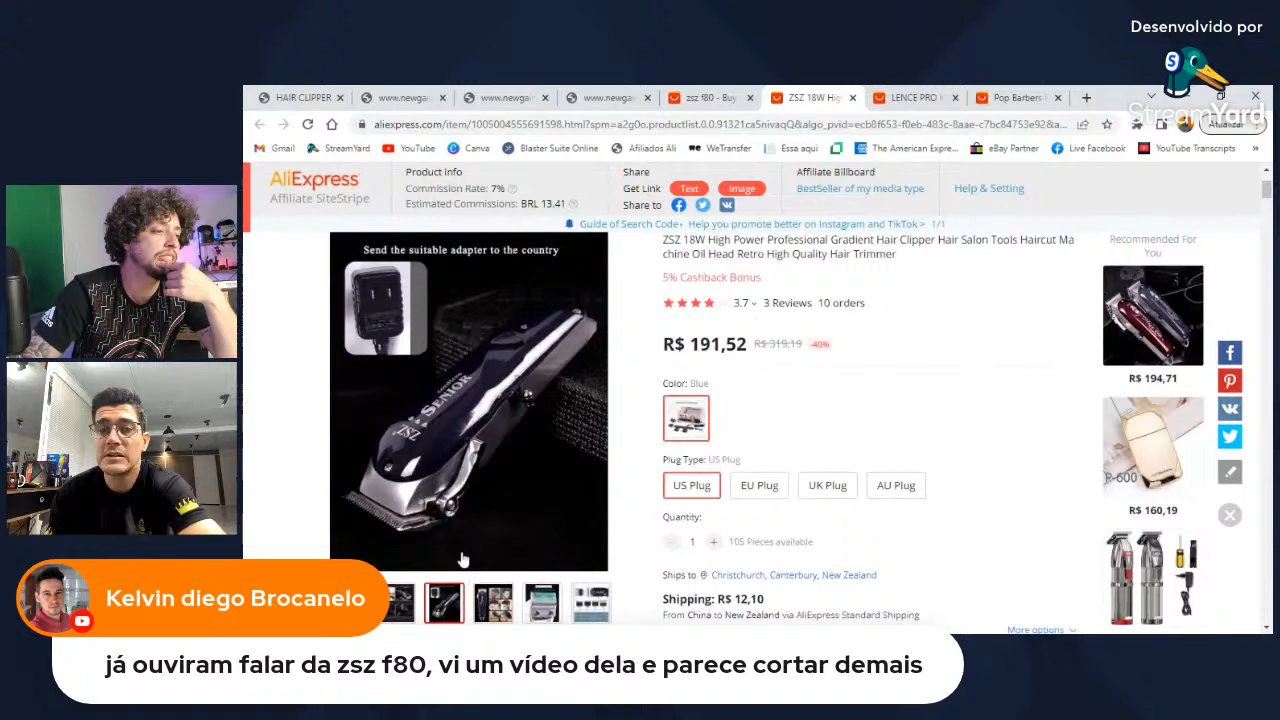 Desenvolvido por
StreamYard
HAIR CLIPPER
www.newga
www.newga
www.newga
zsz f80 - Buy
ZSZ 18W Hig
LENCE PRO
Pop Barbers
aliexpress.com/item/1005004555691598.html?spm=a2g0o.productlist.0.0.91321ca5nivaqQ&algo_pvid=ecb8f653-f0eb-483c-8aae-c7bc84753e92&a...
Atualizar
Gmail
StreamYard
YouTube
Canva
Blaster Suite Online
Afiliados Ali
WeTransfer
Essa aqui
The American Expre...
eBay Partner
Live Facebook
YouTube Transcripts
AliExpress
Affiliate SiteStripe
Product Info
Commission Rate: 7%
Estimated Commissions: BRL 13.41
Share
Get Link Text Image
Share to
Affiliate Billboard
BestSeller of my media type
Help & Setting
Guide of Search Code› Help you promote better on Instagram and TikTok > 1/1
Send the suitable adapter to the country
SENIOR
ZSZ
ZSZ 18W High Power Professional Gradient Hair Clipper Hair Salon Tools Haircut Ma
chine Oil Head Retro High Quality Hair Trimmer
5% Cashback Bonus
3.7 3 Reviews 10 orders
R$ 191,52 R$ 319,19 -40%
Color: Blue
Plug Type: US Plug
US Plug EU Plug UK Plug AU Plug
Quantity:
- 1 + 105 Pieces available
Ships to Christchurch, Canterbury, New Zealand
Shipping: R$ 12,10
From China to New Zealand via AliExpress Standard Shipping
More options
Recommended For
You
R$ 194,71
R-600
R$ 160,19
Kelvin diego Brocanelo
já ouviram falar da zsz f80, vi um vídeo dela e parece cortar demais